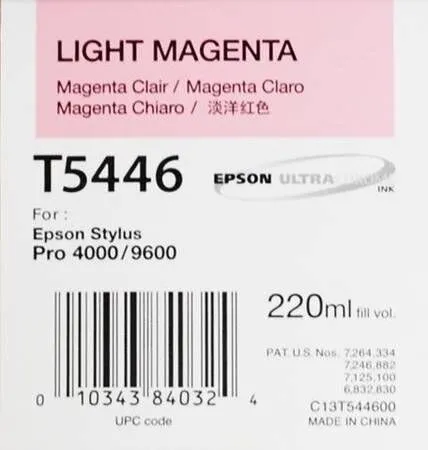 LIGHT MAGENTA
Magenta Clair / Magenta Claro
Magenta Chiaro / 淡洋红色
T5446
EPSON ULTRA
INK
For :
Epson Stylus
Pro 4000/9600
220ml fill vol.
PAT. U.S. Nos. 7,264,334
7,246,882
7,125,100
6,832,830
0 10343 84032 4
UPC code
C13T544600
MADE IN CHINA